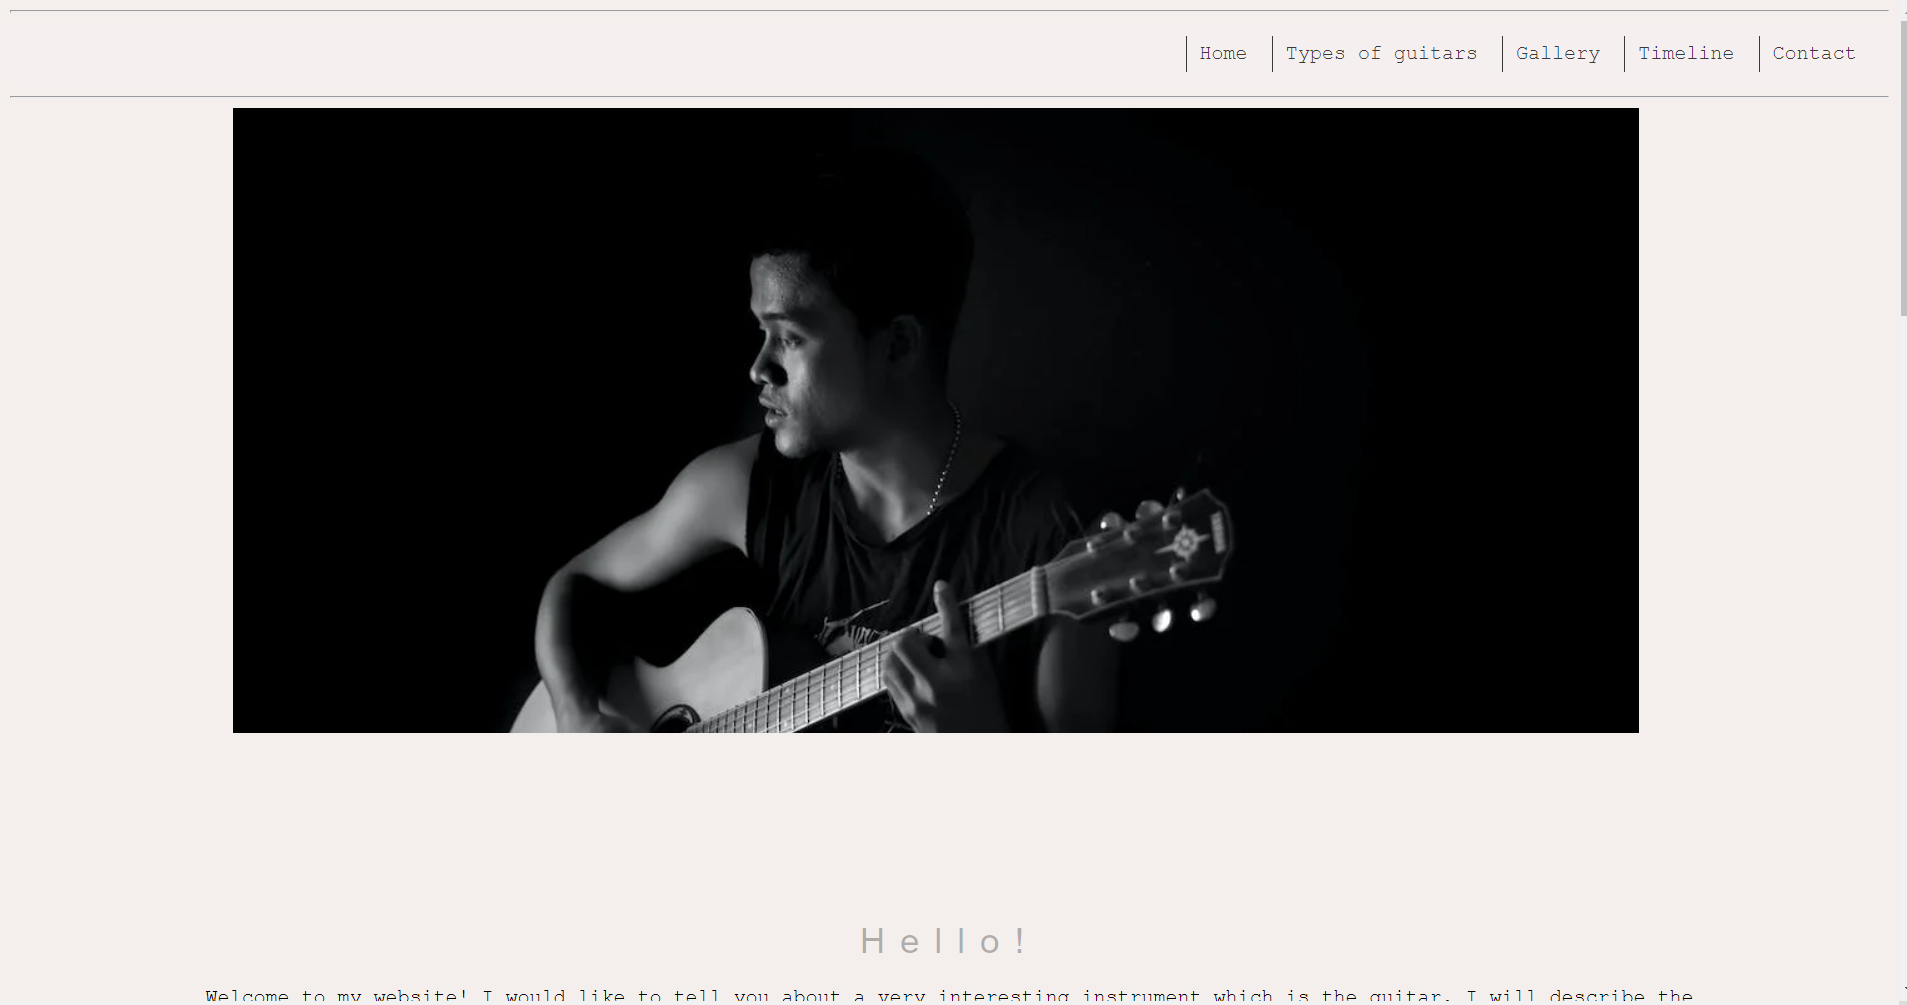 Home
Types of guitars
Gallery
Timeline
Contact
Hello!
Welcome to my website! I would like to tell you about a very interesting instrument which is the guitar. I will describe the